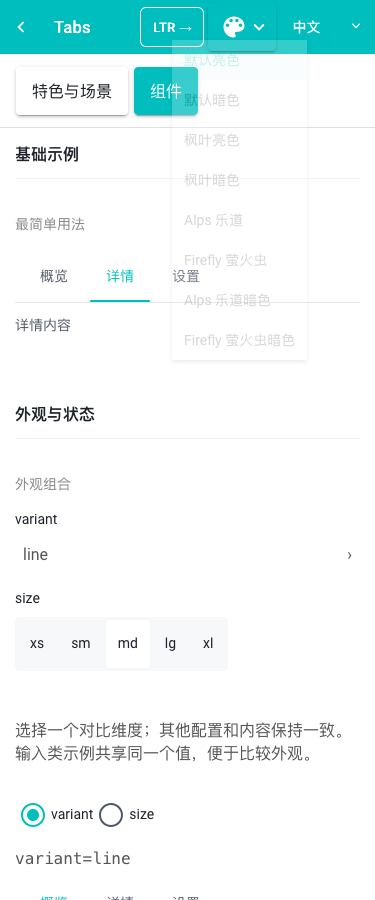 Tabs
LTR →
中文
特色与场景
组件
默认亮色
默认暗色
枫叶亮色
枫叶暗色
Alps 乐道
Firefly 萤火虫
Alps 乐道暗色
Firefly 萤火虫暗色
基础示例
最简单用法
概览
详情
设置
详情内容
外观与状态
外观组合
variant
line
size
xs
sm
md
lg
xl
选择一个对比维度；其他配置和内容保持一致。
输入类示例共享同一个值，便于比较外观。
variant
size
variant=line